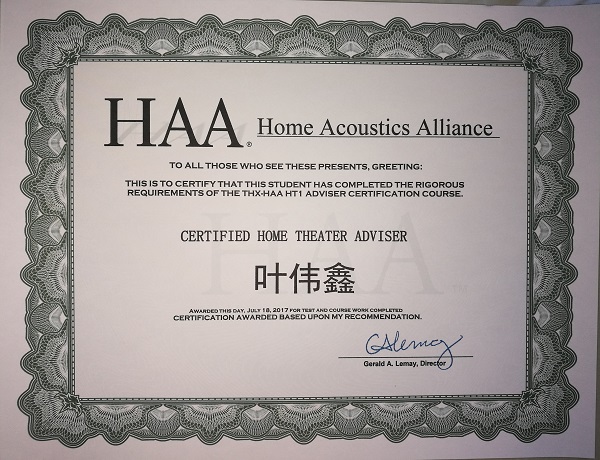 HAA® Home Acoustics Alliance
TO ALL THOSE WHO SEE THESE PRESENTS, GREETING:
THIS IS TO CERTIFY THAT THIS STUDENT HAS COMPLETED THE RIGOROUS
REQUIREMENTS OF THE THX-HAA HT1 ADVISER CERTIFICATION COURSE.
CERTIFIED HOME THEATER ADVISER
叶伟鑫
AWARDED THIS DAY, JULY 18, 2017 FOR TEST AND COURSE WORK COMPLETED
CERTIFICATION AWARDED BASED UPON MY RECOMMENDATION.
GALemay
Gerald A. Lemay, Director